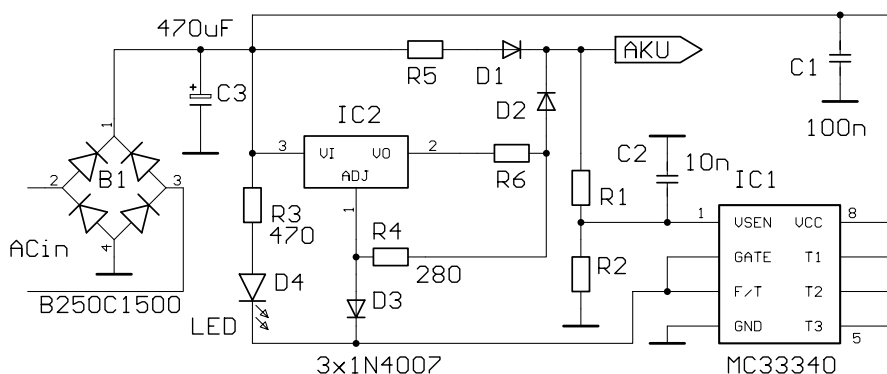 470uF
AKU
R5
D1
C1
C3
D2
100n
1
IC2
C2
10n
IC1
3
VI
VO
2
ADJ
R6
2
B1
3
R3
470
1
R4
280
R1
1
VSEN
VCC
8
4
ACin
D4
R2
GATE
T1
D3
F/T
T2
B250C1500
LED
GND
T3
5
3x1N4007
MC33340